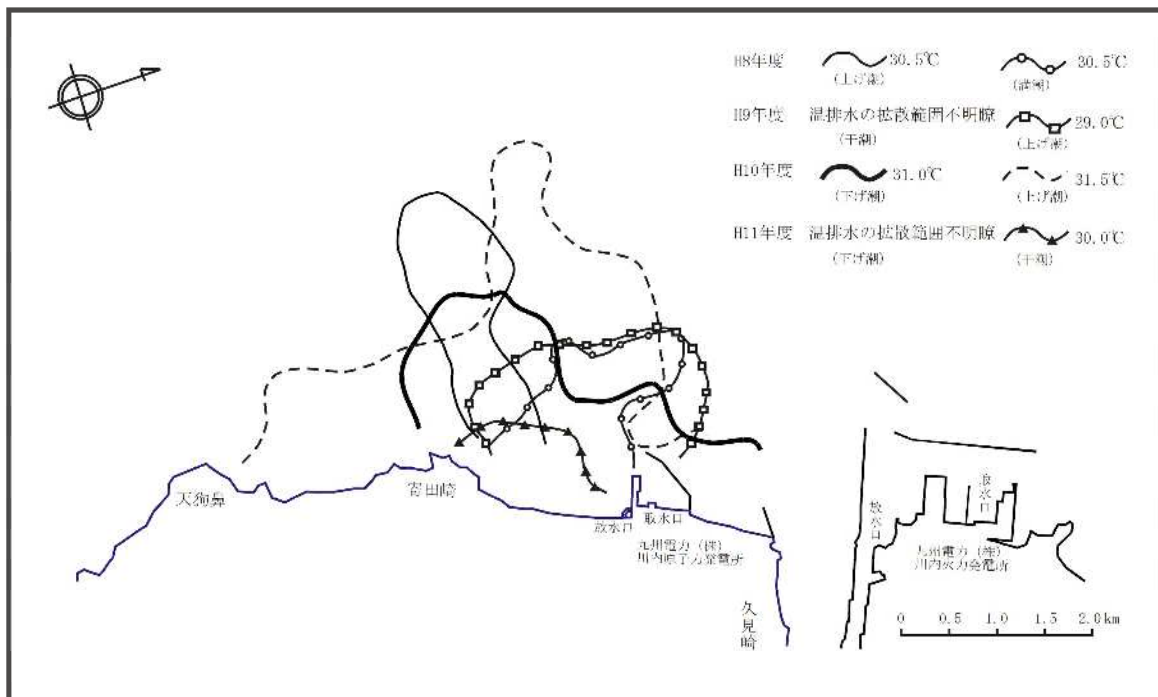 H8年度 30.5℃ 30.5℃
(上げ潮) (満潮)
H9年度 温排水の拡散範囲不明瞭 29.0℃
(干潮) (上げ潮)
H10年度 31.0℃ 31.5℃
(下げ潮) (上げ潮)
H11年度 温排水の拡散範囲不明瞭 30.0℃
(下げ潮) (干潮)
天狗鼻
寄田崎
放水口
取水口
九州電力(株)
川内原子力発電所
久見崎
放水口
取水口
九州電力(株)
川内火力発電所
0 0.5 1.0 2.0km